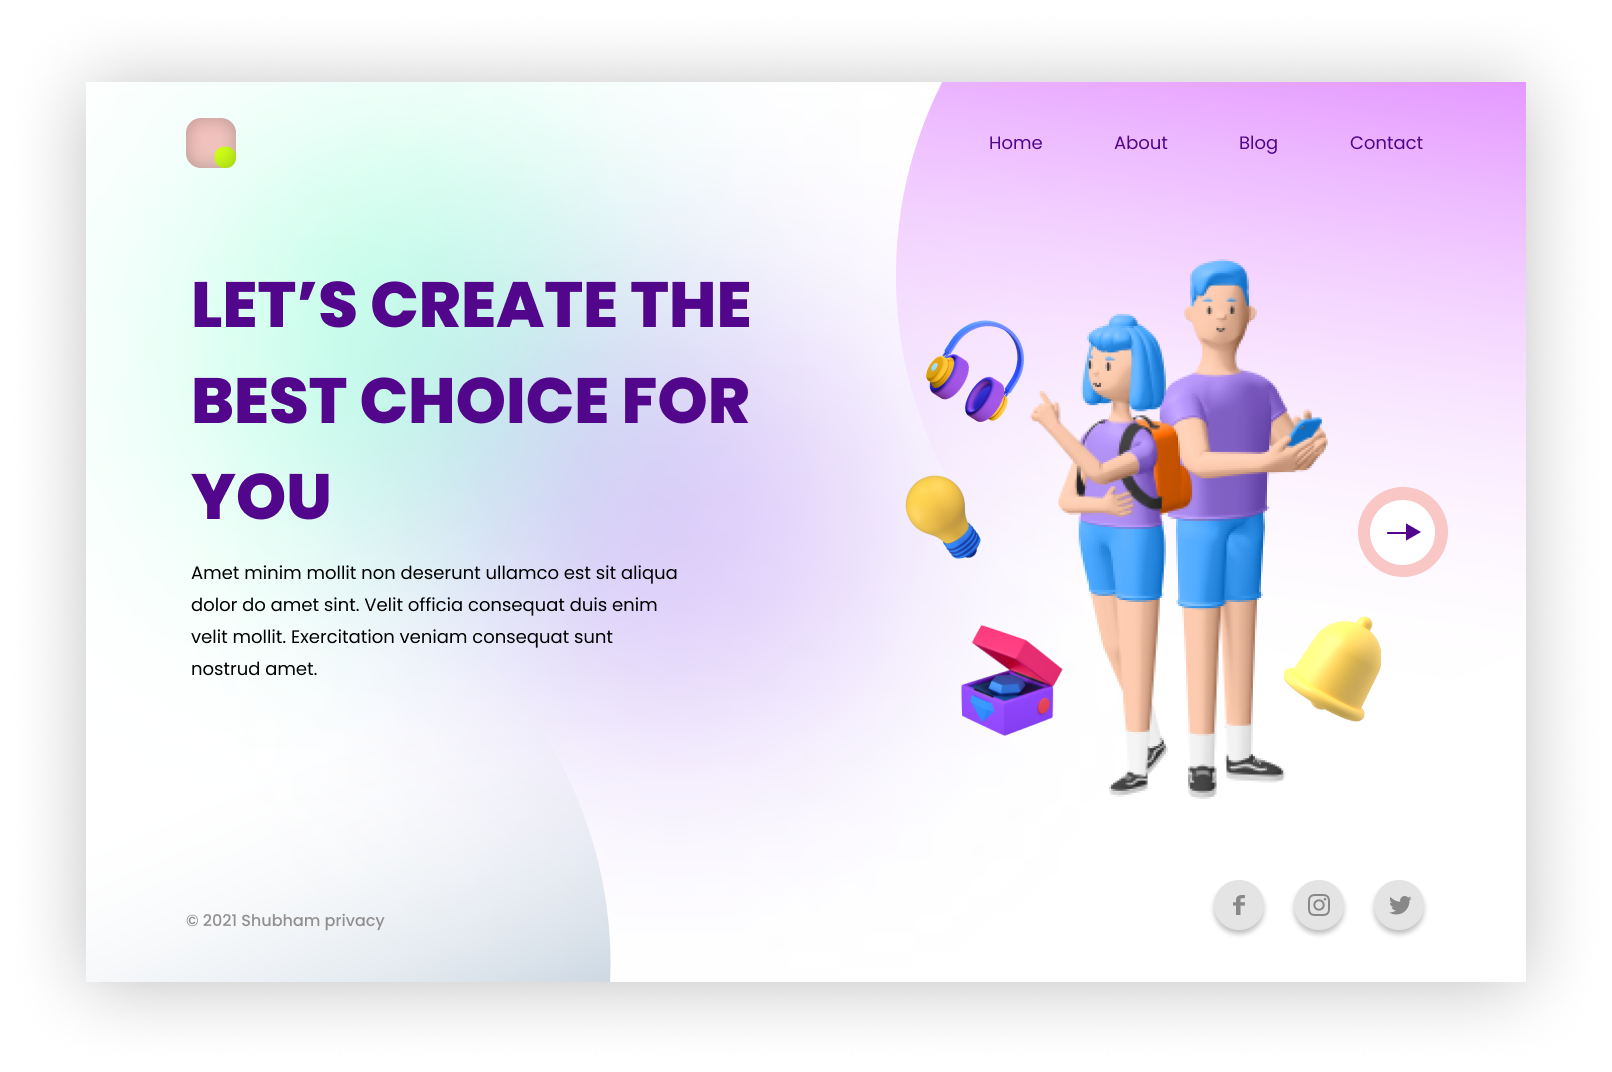 Home About Blog Contact
LET’S CREATE THE
BEST CHOICE FOR
YOU
Amet minim mollit non deserunt ullamco est sit aliqua
dolor do amet sint. Velit officia consequat duis enim
velit mollit. Exercitation veniam consequat sunt
nostrud amet.
© 2021 Shubham privacy